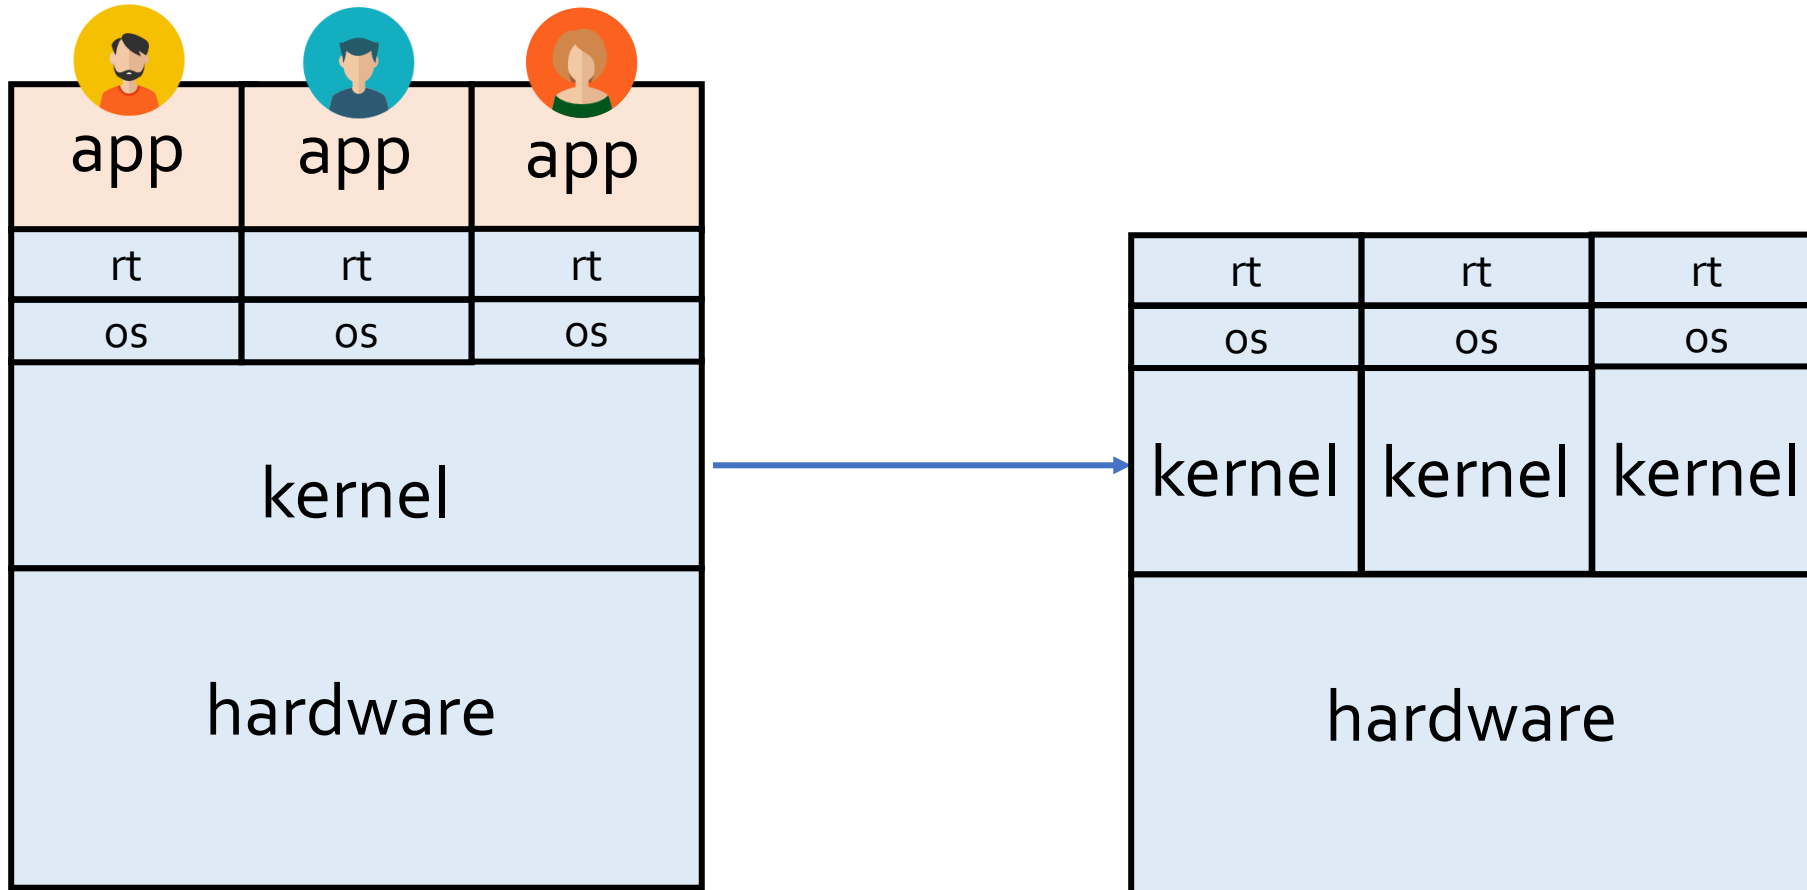 app app app
rt rt rt
os os os
kernel
hardware
rt rt rt
os os os
kernel kernel kernel
hardware